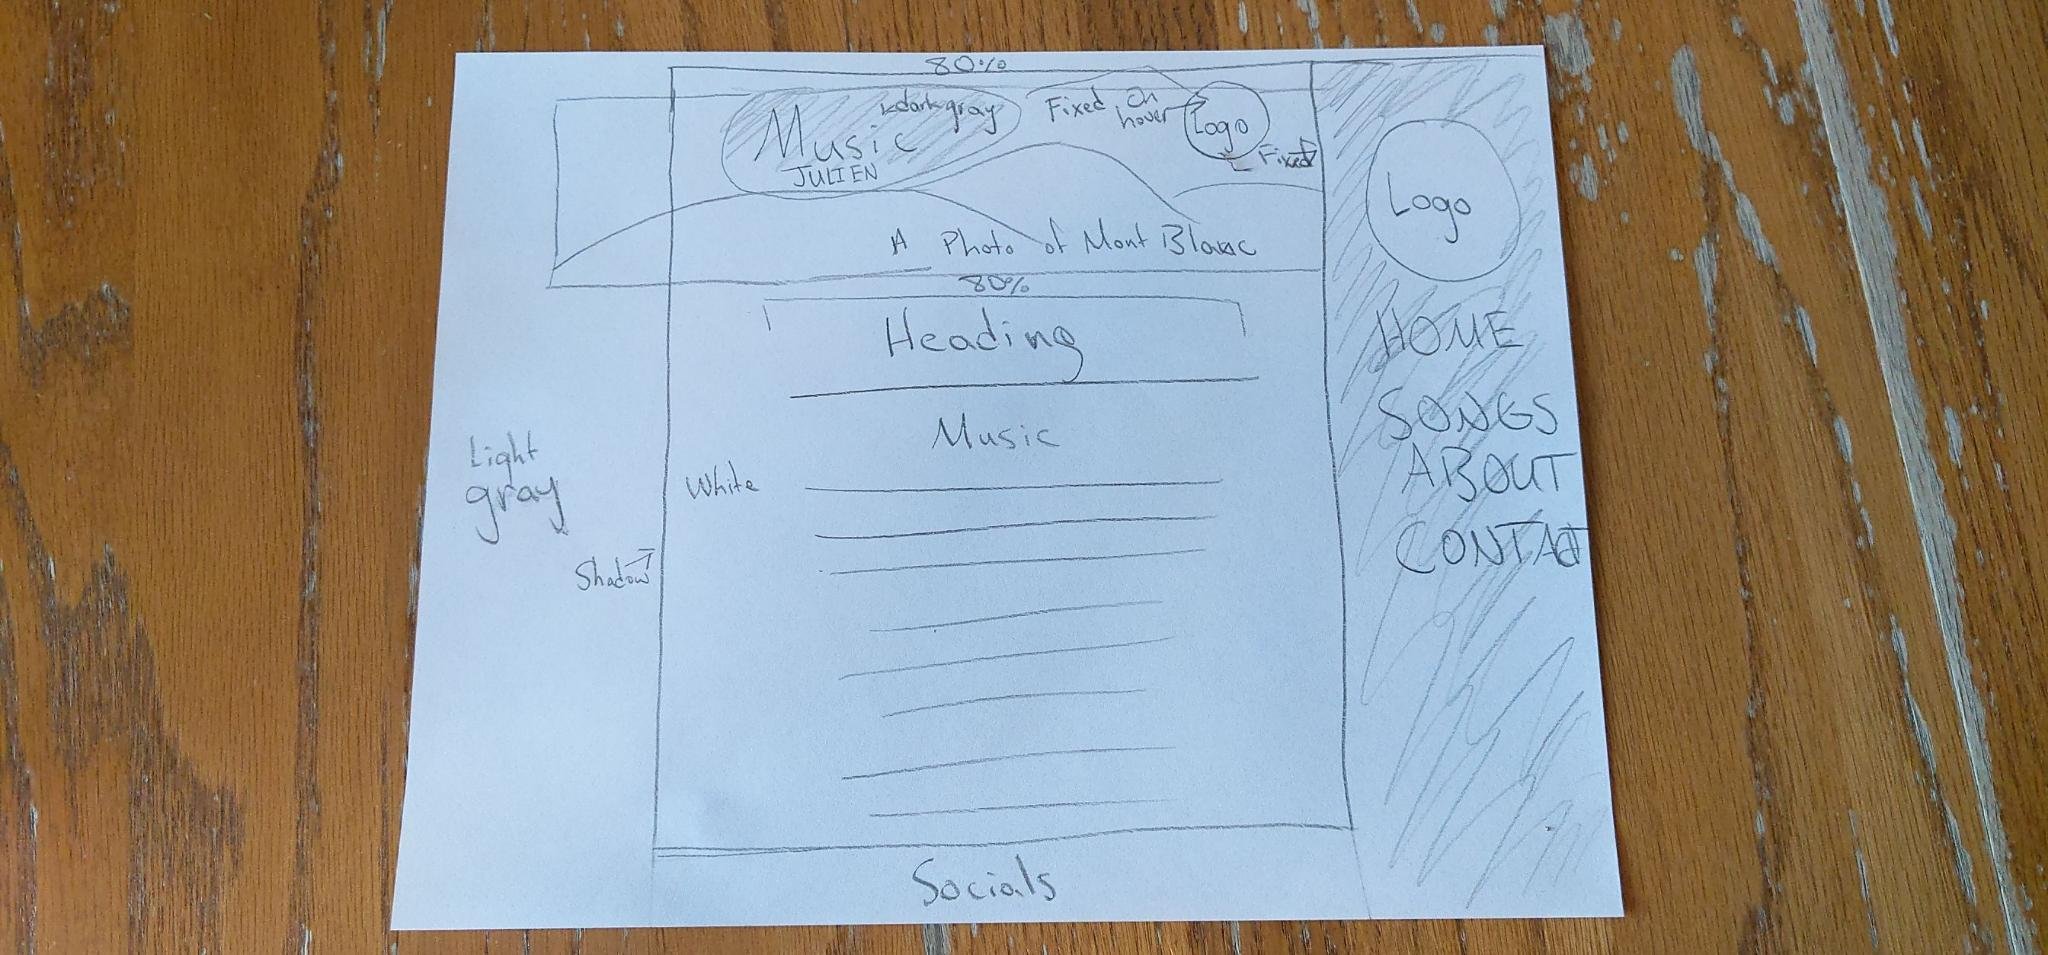 80%
Music
dark gray
JULIEN
Fixed
On
hover
Logo
Fixed
A Photo of Mont Blanc
80%
Heading
Music
White
Light
gray
Shadow
Socials
Logo
HOME
SONGS
ABOUT
CONTACT